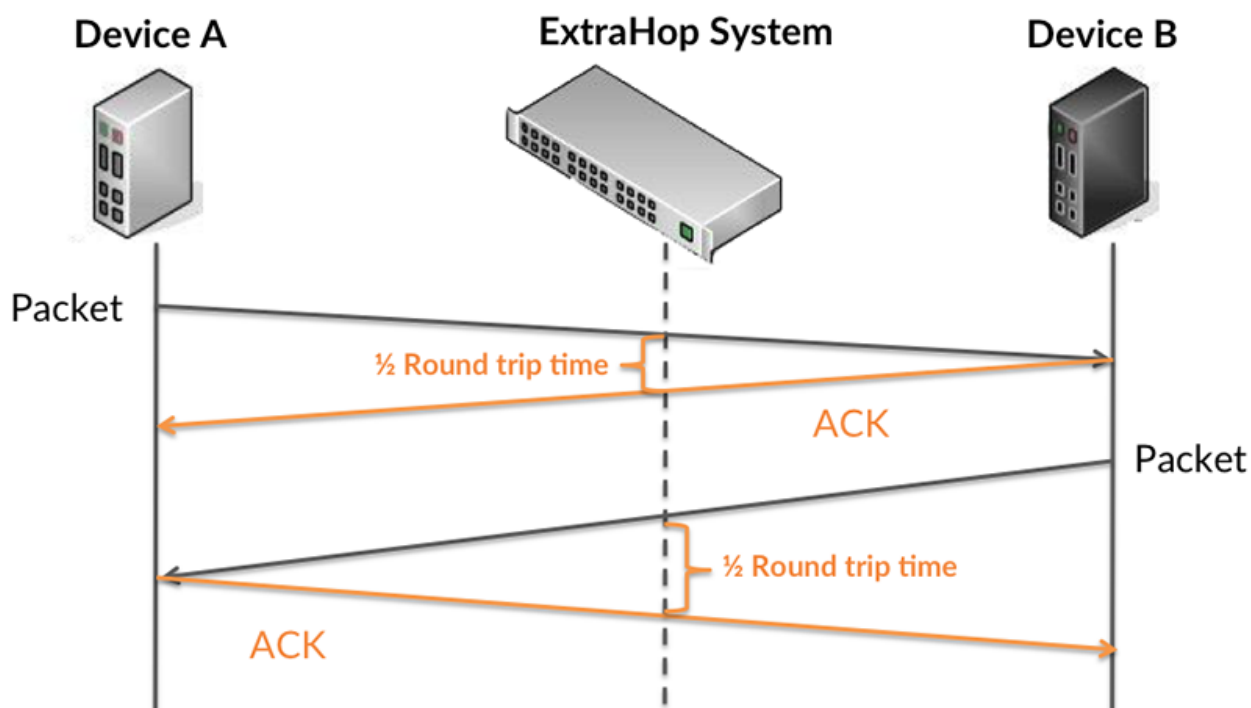 Device A
ExtraHop System
Device B
Packet
½ Round trip time
ACK
Packet
½ Round trip time
ACK